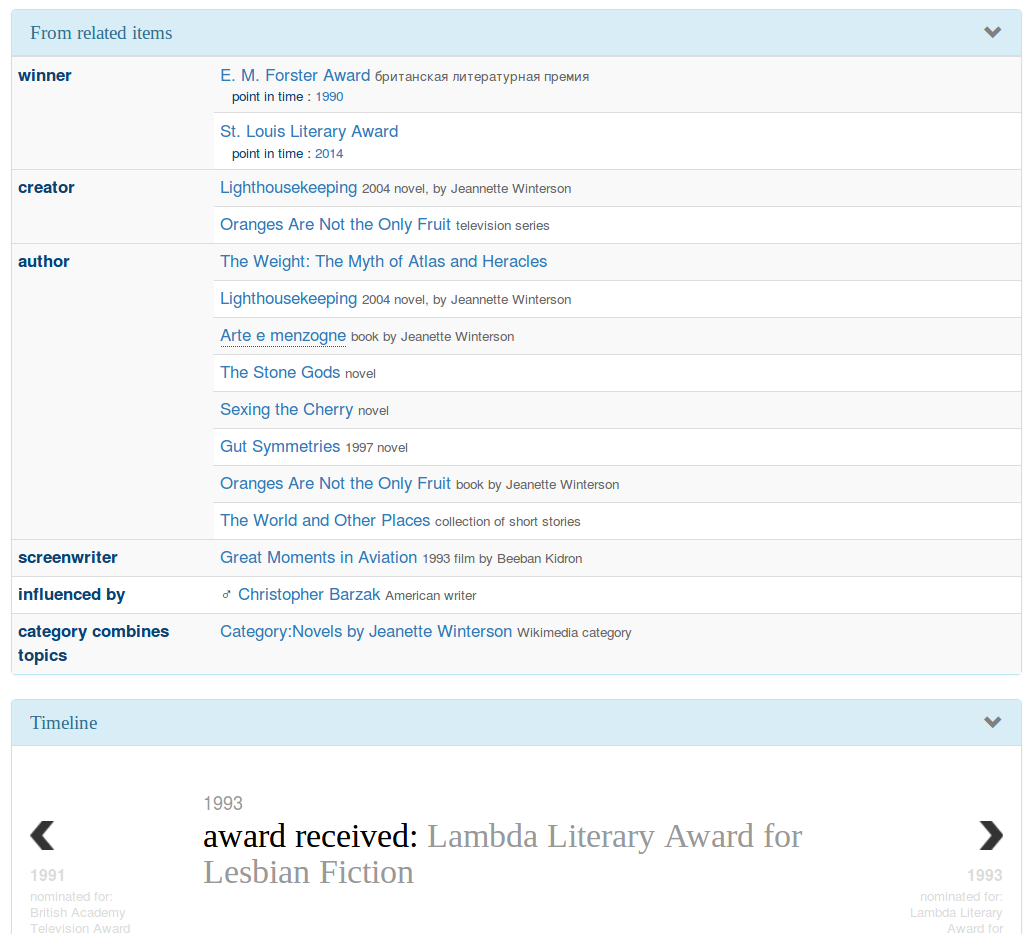 From related items
winner
E. M. Forster Award британская литературная премия
point in time : 1990
St. Louis Literary Award
point in time : 2014
creator
Lighthousekeeping 2004 novel, by Jeannette Winterson
Oranges Are Not the Only Fruit television series
author
The Weight: The Myth of Atlas and Heracles
Lighthousekeeping 2004 novel, by Jeannette Winterson
Arte e menzogne book by Jeanette Winterson
The Stone Gods novel
Sexing the Cherry novel
Gut Symmetries 1997 novel
Oranges Are Not the Only Fruit book by Jeanette Winterson
The World and Other Places collection of short stories
screenwriter
Great Moments in Aviation 1993 film by Beeban Kidron
influenced by
♂ Christopher Barzak American writer
category combines
topics
Category:Novels by Jeanette Winterson Wikimedia category
Timeline
1993
award received: Lambda Literary Award for
Lesbian Fiction
1991
nominated for:
British Academy
Television Award
1993
nominated for:
Lambda Literary
Award for